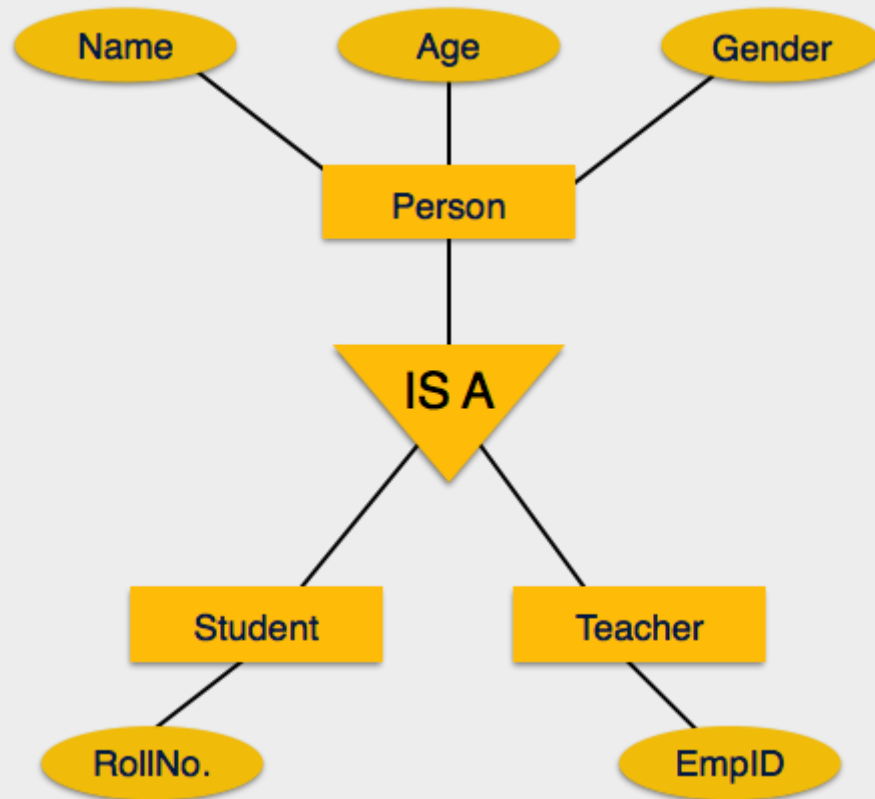 Name
Age
Gender
Person
IS A
Student
Teacher
RollNo.
EmpID